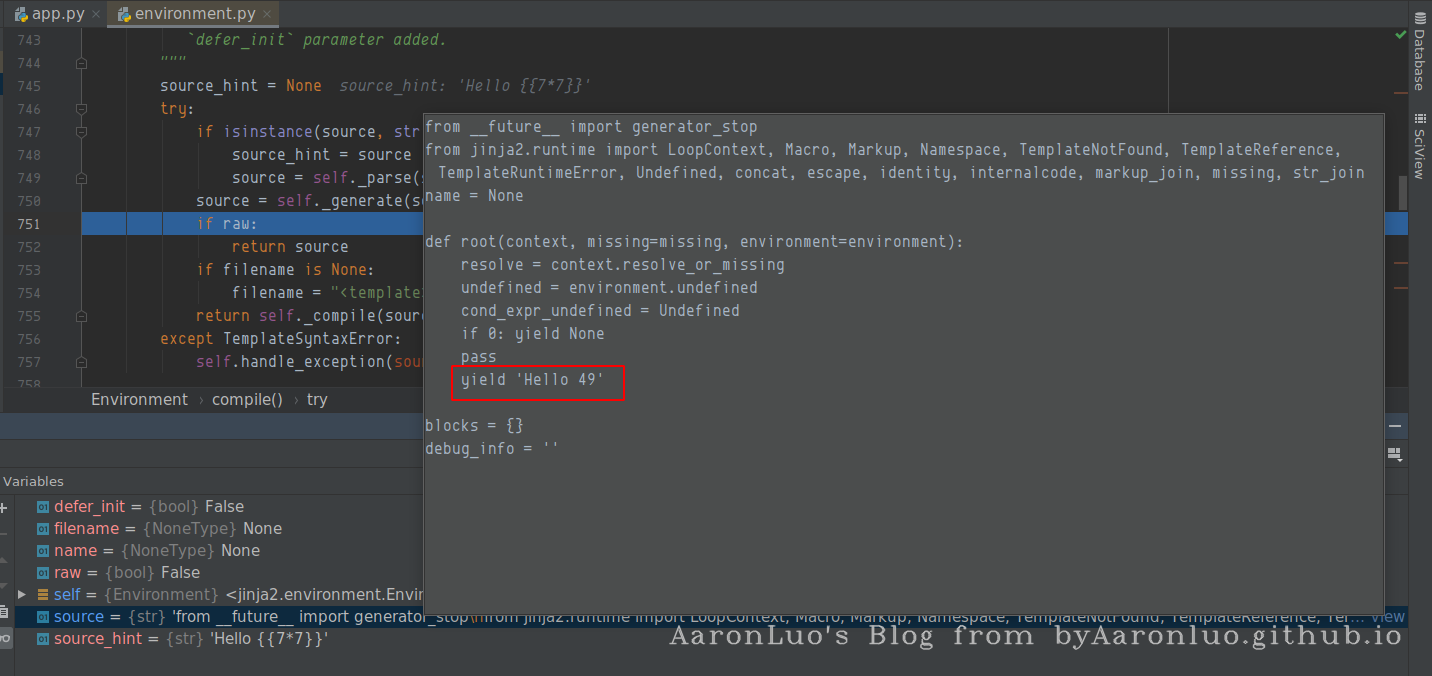 app.py
environment.py
Database
SciView
743 `defer_init` parameter added.
744 """
745 source_hint = None source_hint: 'Hello {{7*7}}'
746 try:
747 if isinstance(source, str
748 source_hint = source
749 source = self._parse(s
750 source = self._generate(so
751 if raw:
752 return source
753 if filename is None:
754 filename = "<template>
755 return self._compile(sour
756 except TemplateSyntaxError:
757 self.handle_exception(sour
758
from __future__ import generator_stop
from jinja2.runtime import LoopContext, Macro, Markup, Namespace, TemplateNotFound, TemplateReference,
TemplateRuntimeError, Undefined, concat, escape, identity, internalcode, markup_join, missing, str_join
name = None
def root(context, missing=missing, environment=environment):
resolve = context.resolve_or_missing
undefined = environment.undefined
cond_expr_undefined = Undefined
if 0: yield None
pass
yield 'Hello 49'
blocks = {}
debug_info = ''
Environment › compile() › try
Variables
defer_init = {bool} False
filename = {NoneType} None
name = {NoneType} None
raw = {bool} False
self = {Environment} <jinja2.environment.Envir
source = {str} 'from __future__ import generator_stop\nfrom jinja2.runtime import LoopContext, Macro, Markup, Namespace, TemplateNotFound, TemplateReference, Ter... View
source_hint = {str} 'Hello {{7*7}}'
AaronLuo's Blog from byAaronluo.github.io